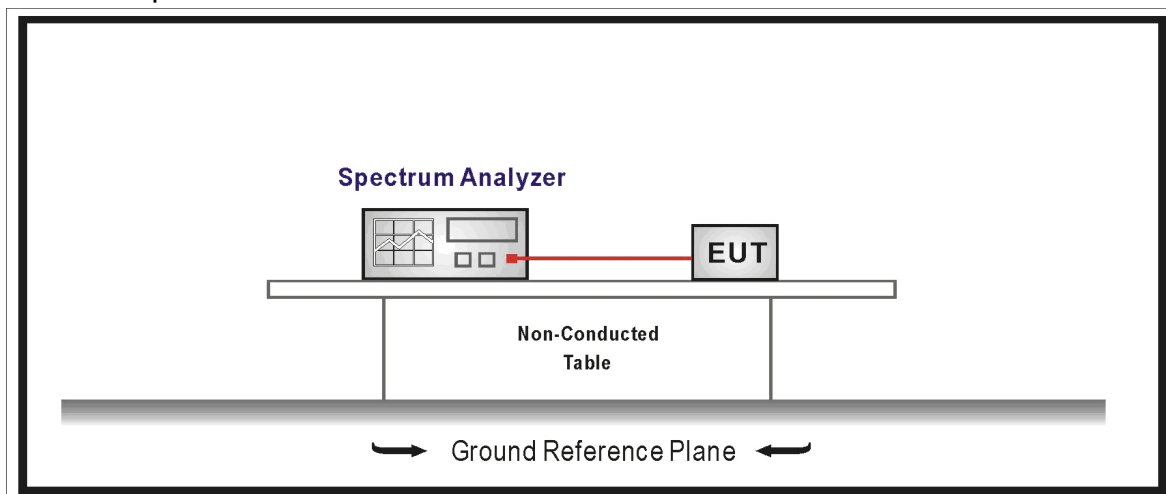 Spectrum Analyzer
EUT
Non-Conducted
Table
Ground Reference Plane